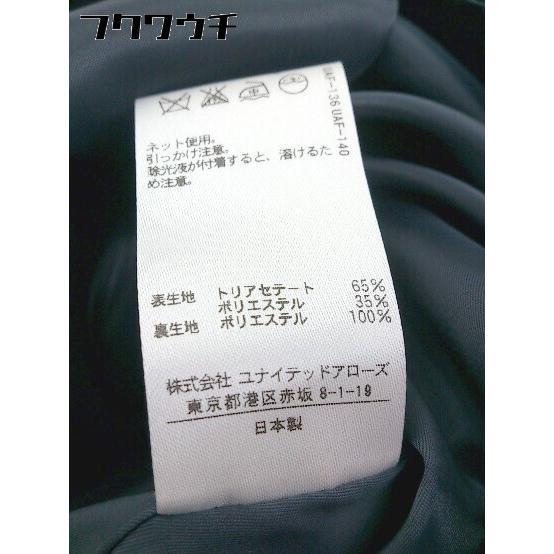 フクワウチ
UAF-136 UAF-140
ネット使用。
引っかけ注意。
除光液が付着すると、溶けるた
め注意。
表生地 トリアセテート 65%
ポリエステル 35%
裏生地 ポリエステル 100%
株式会社 ユナイテッドアローズ
東京都港区赤坂 8-1-19
日本製